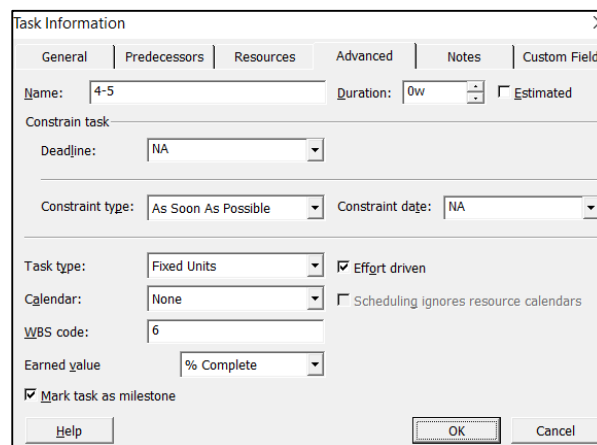 Task Information
General Predecessors Resources Advanced Notes Custom Field
Name: 4-5 Duration: 0w Estimated
Constrain task
Deadline: NA
Constraint type: As Soon As Possible Constraint date: NA
Task type: Fixed Units Effort driven
Calendar: None Scheduling ignores resource calendars
WBS code: 6
Earned value % Complete
Mark task as milestone
Help OK Cancel